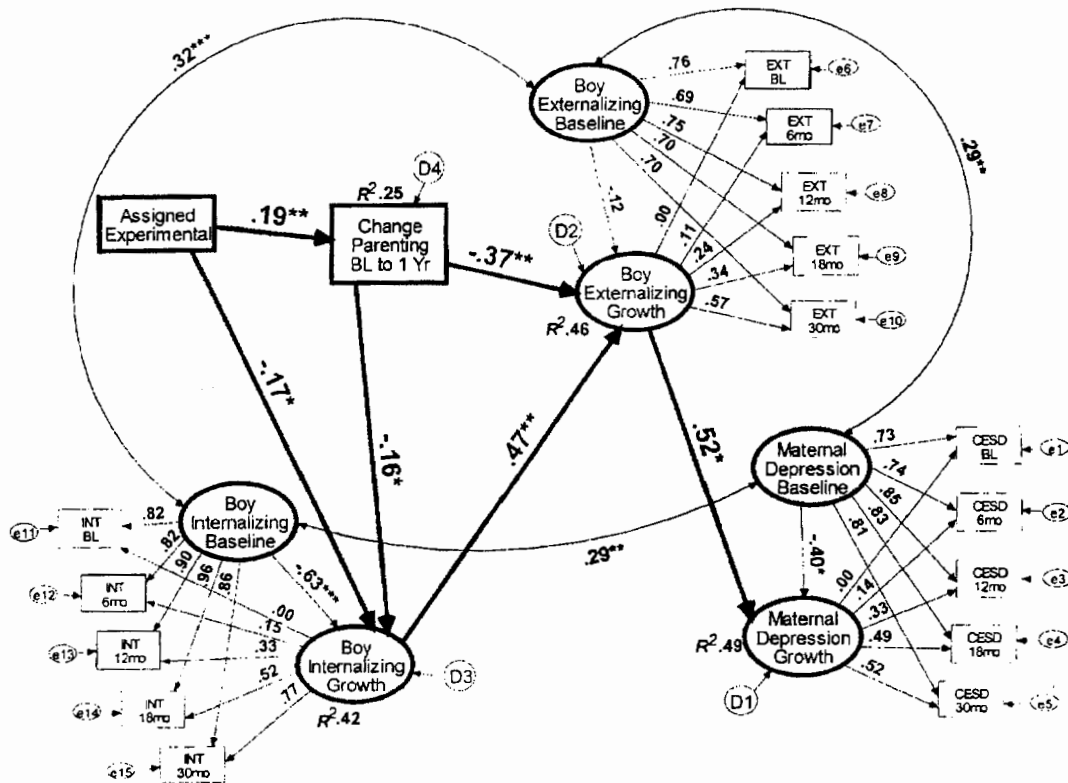 .32***
Boy
Externalizing
Baseline
.76
EXT
BL
e6
.69
EXT
6mo
e7
.75
.70
.70
EXT
12mo
e8
.29**
D4
R².25
Assigned
Experimental
.19**
Change
Parenting
BL to 1 Yr
-.12
.00
D2
.11
.24
EXT
18mo
e9
-.37**
Boy
Externalizing
Growth
.34
.57
EXT
30mo
e10
R².46
-.17*
-.16*
.47**
.52*
Maternal
Depression
Baseline
.73
CESD
BL
e1
.74
.85
.83
.81
CESD
6mo
e2
Boy
Internalizing
Baseline
.82
INT
BL
e11
.82
.90
.96
.86
.29**
-.40*
.00
.14
CESD
12mo
e3
-.63***
INT
6mo
e12
.00
.15
.33
Maternal
Depression
Growth
.33
.49
.52
R².49
CESD
18mo
e4
INT
12mo
e13
Boy
Internalizing
Growth
D3
.52
.77
R².42
D1
CESD
30mo
e5
INT
18mo
e14
INT
30mo
e15